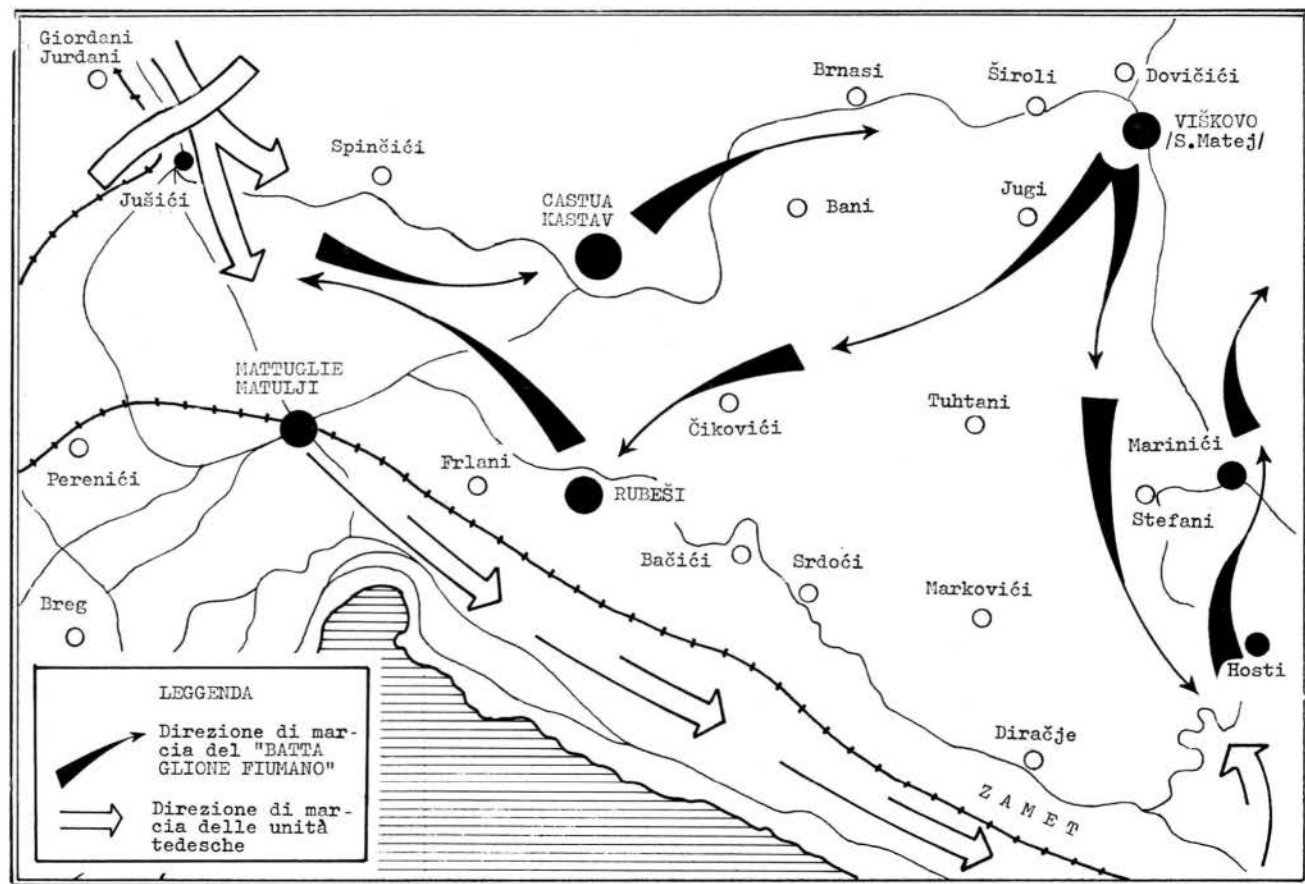 Giordani
Jurdani
Brnasi
Široli
Dovičići
VIŠKOVO
/S.Matej/
Spinčići
Jušići
CASTUA
KASTAV
Bani
Jugi
MATTUGLIE
MATULJI
Čikovići
Tuhtani
Marinići
Perenići
Frlani
RUBEŠI
Stefani
Bačići
Srdoći
Markovići
Breg
Hosti
Diračje
ZAMET
LEGGENDA
Direzione di mar-
cia del "BATTA
GLIONE FIUMANO"
Direzione di mar-
cia delle unità
tedesche